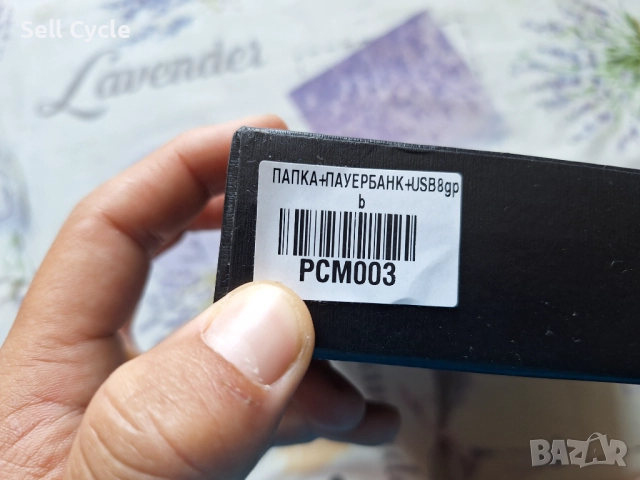 Sell Cycle
Lavender
ПАПКА+ПАУЕРБАНК+USB8gp
b
PCM003
BAZAR